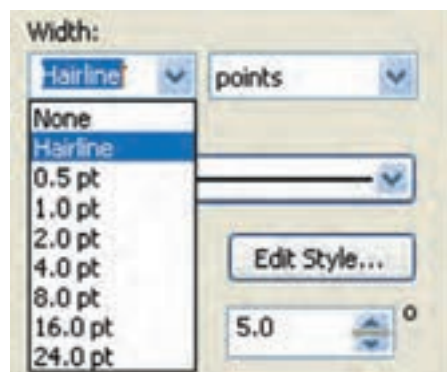 Width:
Hairline points
None
Hairline
0.5 pt
1.0 pt
2.0 pt
Edit Style...
4.0 pt
8.0 pt
16.0 pt
5.0 °
24.0 pt